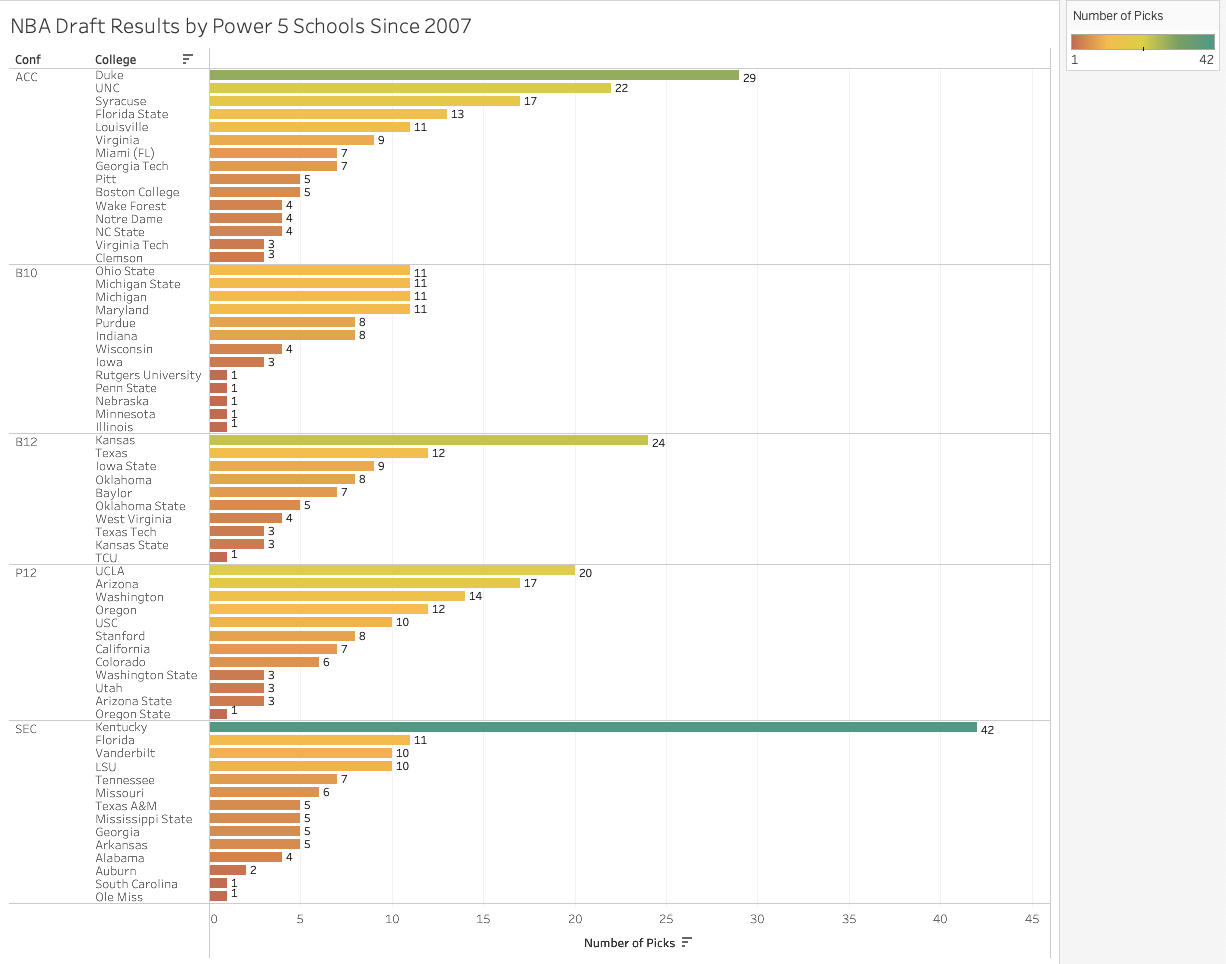 NBA Draft Results by Power 5 Schools Since 2007
Number of Picks
1 42
Conf College
ACC Duke 29
UNC 22
Syracuse 17
Florida State 13
Louisville 11
Virginia 9
Miami (FL) 7
Georgia Tech 7
Pitt 5
Boston College 5
Wake Forest 4
Notre Dame 4
NC State 4
Virginia Tech 3
Clemson 3
B10 Ohio State 11
Michigan State 11
Michigan 11
Maryland 11
Purdue 8
Indiana 8
Wisconsin 4
Iowa 3
Rutgers University 1
Penn State 1
Nebraska 1
Minnesota 1
Illinois 1
B12 Kansas 24
Texas 12
Iowa State 9
Oklahoma 8
Baylor 7
Oklahoma State 5
West Virginia 4
Texas Tech 3
Kansas State 3
TCU 1
P12 UCLA 20
Arizona 17
Washington 14
Oregon 12
USC 10
Stanford 8
California 7
Colorado 6
Washington State 3
Utah 3
Arizona State 3
Oregon State 1
SEC Kentucky 42
Florida 11
Vanderbilt 10
LSU 10
Tennessee 7
Missouri 6
Texas A&M 5
Mississippi State 5
Georgia 5
Arkansas 5
Alabama 4
Auburn 2
South Carolina 1
Ole Miss 1
0 5 10 15 20 25 30 35 40 45
Number of Picks